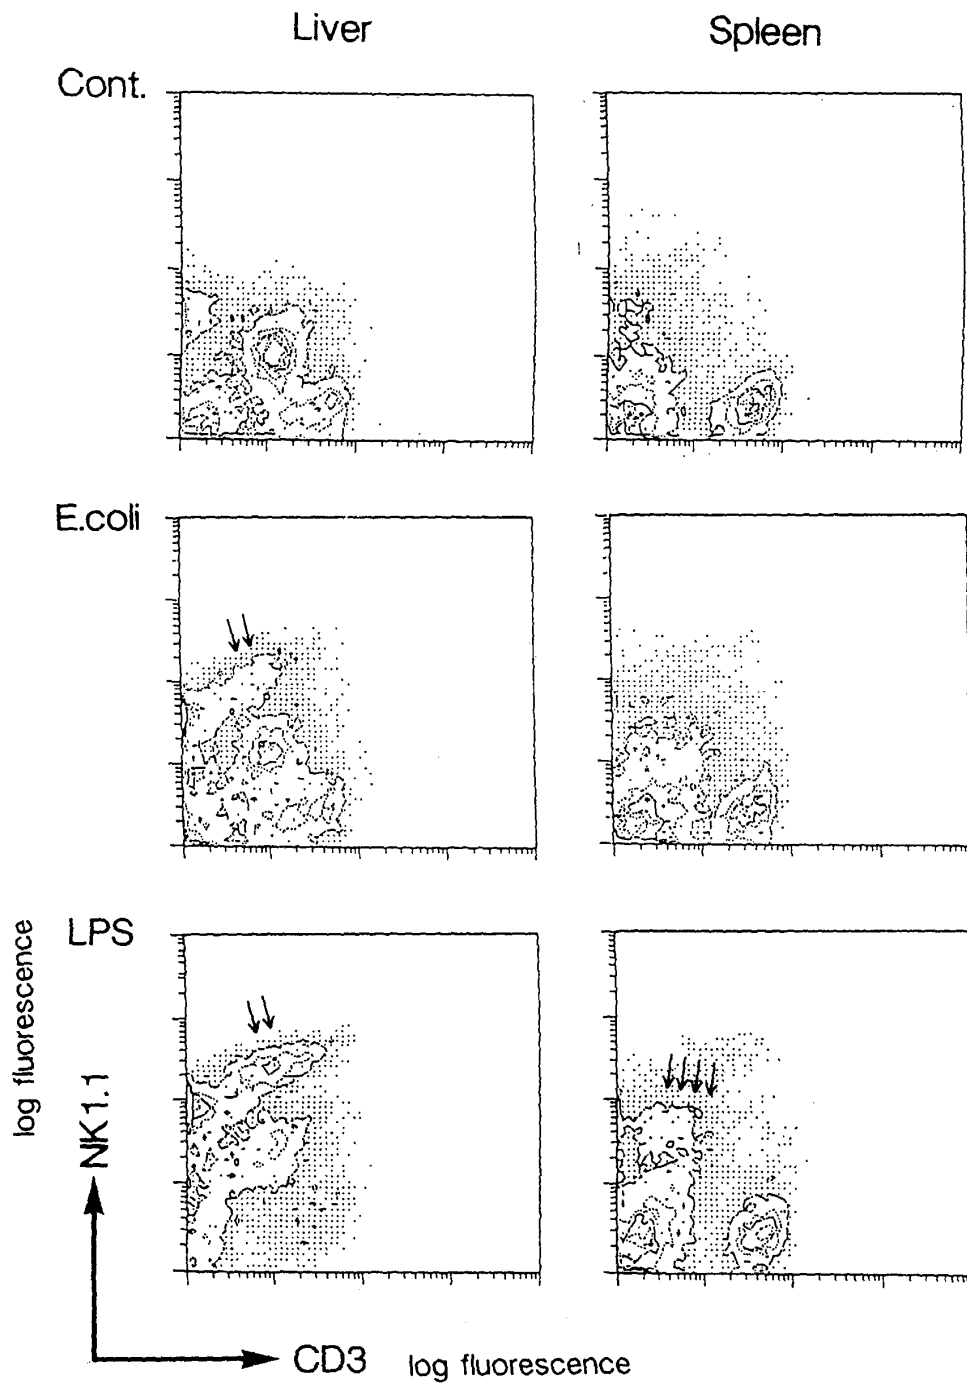 Liver
Spleen
Cont.
E.coli
LPS
log fluorescence
NK1.1
CD3
log fluorescence